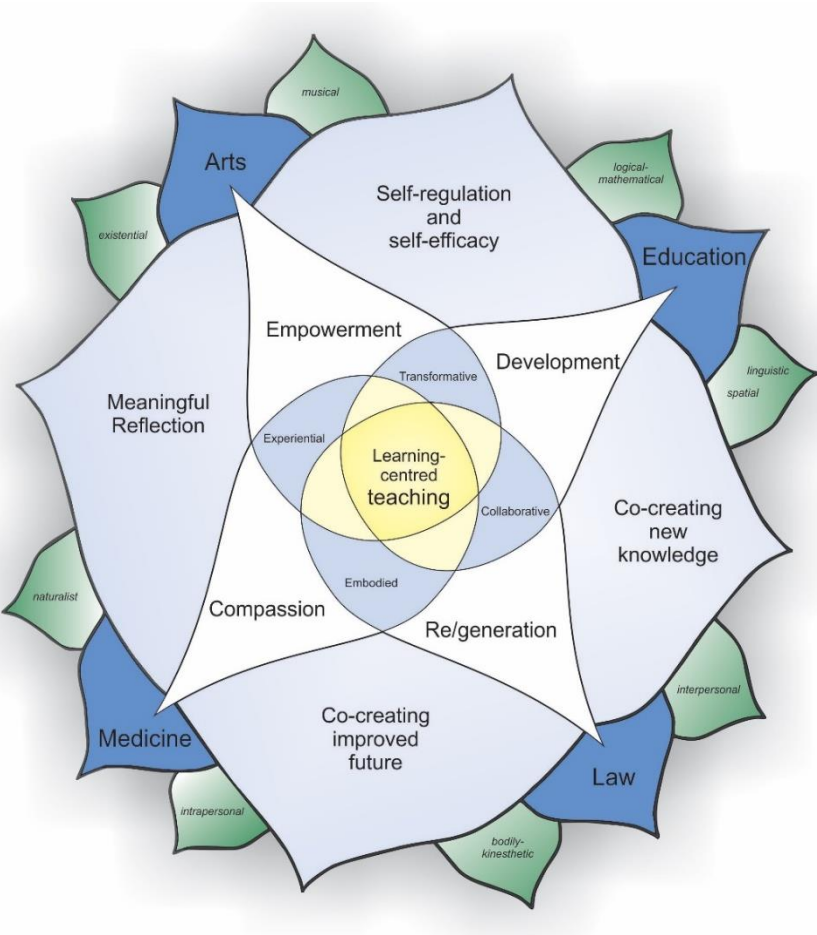 musical
Arts
logical-
mathematical
Self-regulation
and
self-efficacy
existential
Education
Empowerment
Development
linguistic
spatial
Transformative
Meaningful
Reflection
Experiential
Learning-
centred
teaching
Collaborative
Co-creating
new
knowledge
Embodied
naturalist
Compassion
Re/generation
interpersonal
Co-creating
improved
future
Medicine
Law
intrapersonal
bodily-
kinesthetic